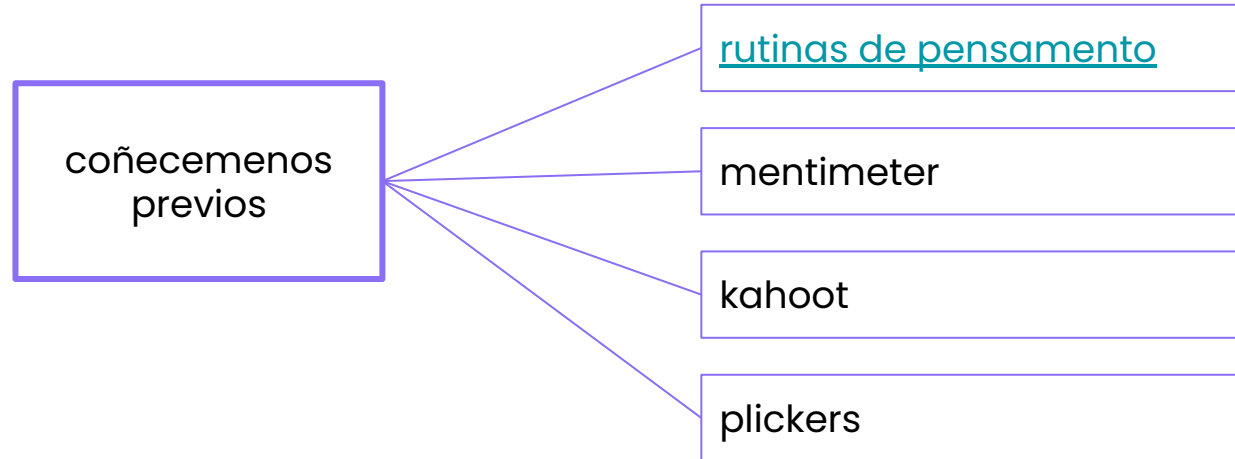 coñecemenos
previos
rutinas de pensamento
mentimeter
kahoot
plickers